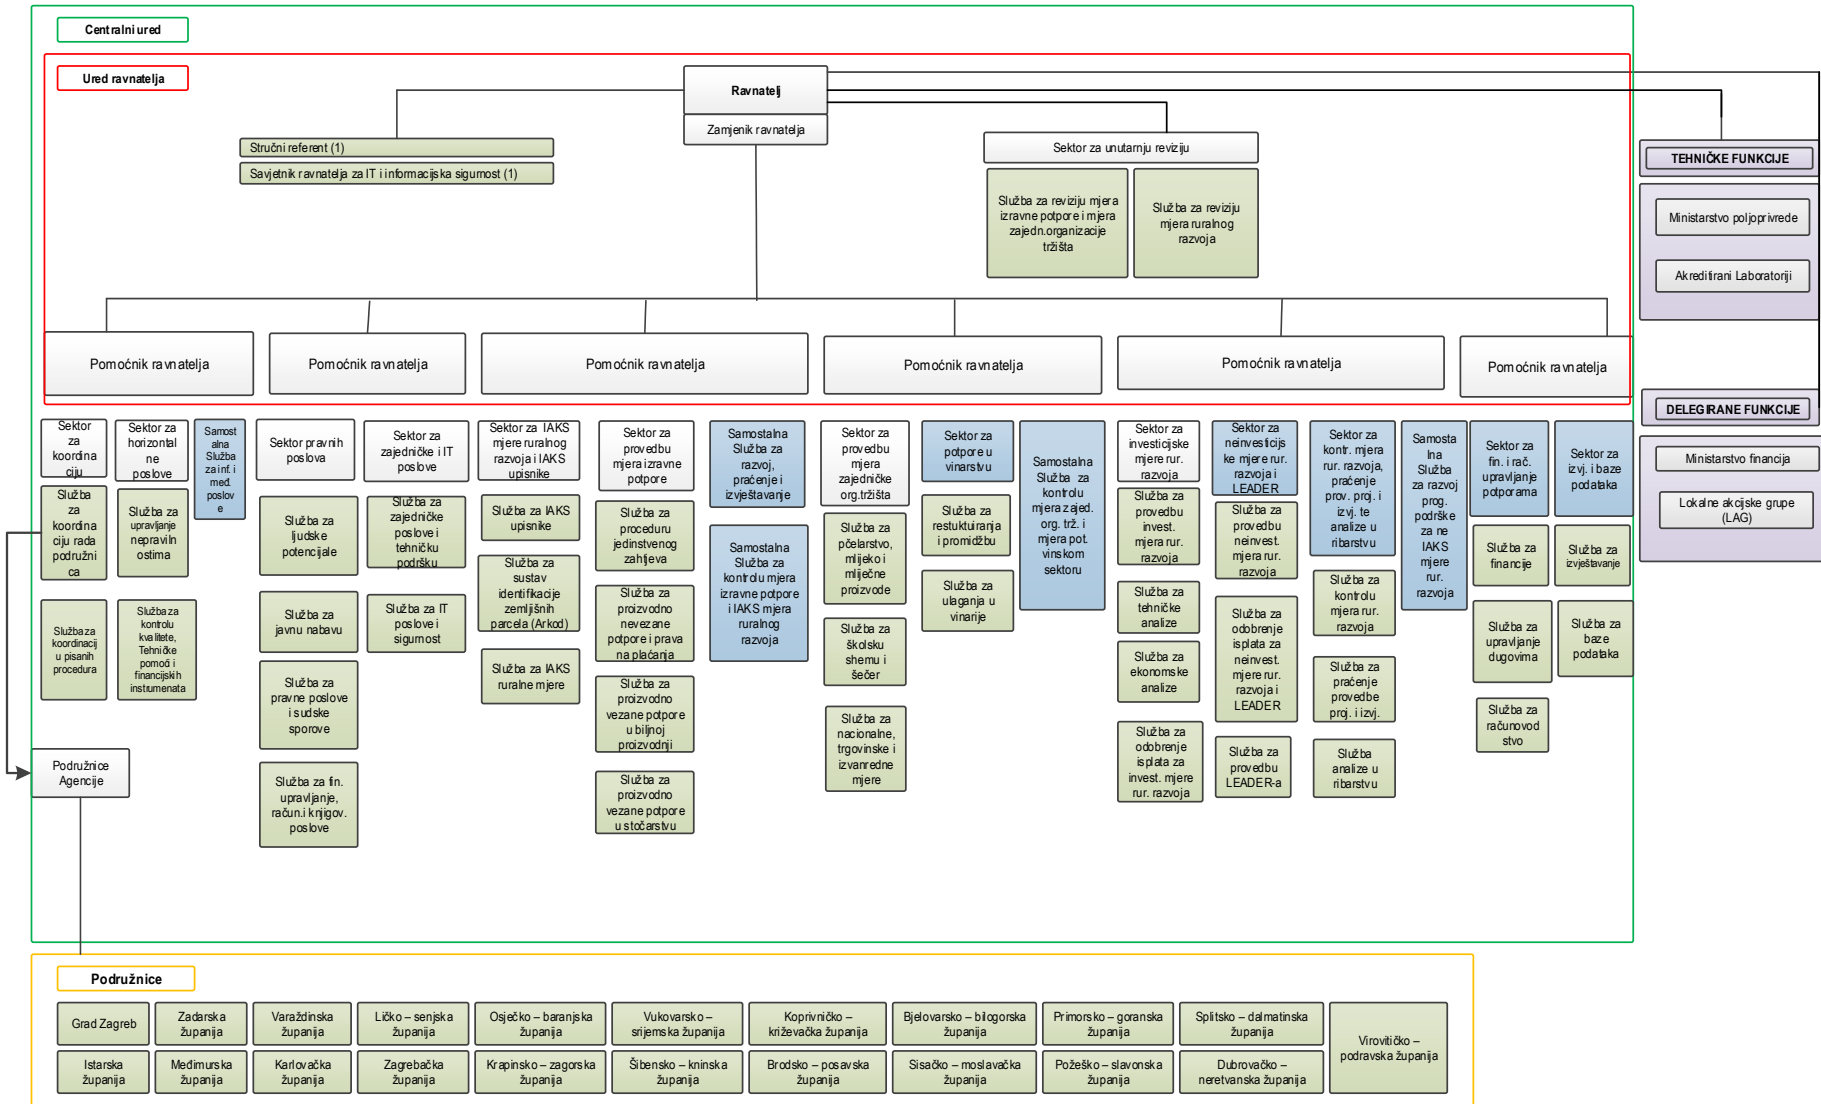 Centralni ured
Ured ravnatelja
Ravnatelj
Zamjenik ravnatelja
Stručni referent (1)
Savjetnik ravnatelja za IT i informacijska sigurnost (1)
Sektor za unutarnju reviziju
Služba za reviziju mjera
izravne potpore i mjera
zajedn.organizacije
tržišta
Služba za reviziju
mjera ruralnog
razvoja
TEHNIČKE FUNKCIJE
Ministarstvo poljoprivrede
Akreditirani Laboratoriji
DELEGIRANE FUNKCIJE
Ministarstvo financija
Lokalne akcijske grupe
(LAG)
Pomoćnik ravnatelja
Pomoćnik ravnatelja
Pomoćnik ravnatelja
Pomoćnik ravnatelja
Pomoćnik ravnatelja
Pomoćnik ravnatelja
Sektor
za
koordina
ciju
Služba
za
koordina
ciju rada
podružni
ca
Služba za
koordinacij
u pisanih
procedura
Sektor za
horizontal
ne
poslove
Služba za
upravljanje
nepraviln
ostima
Služba za
kontrolu
kvalitete,
Tehničke
pomoći i
financijskih
instrumenata
Samost
alna
Služba
za inf. i
med.
poslov
e
Sektor pravnih
poslova
Služba za
ljudske
potencijale
Služba za
javnu nabavu
Služba za
pravne poslove
i sudske
sporove
Služba za fin.
upravljanje,
račun.i knjigov.
poslove
Sektor za
zajedničke i IT
poslove
Služba za
zajedničke
poslove i
tehničku
podršku
Služba za IT
poslove i
sigurnost
Sektor za IAKS
mjere ruralnog
razvoja i IAKS
upisnike
Služba za IAKS
upisnike
Služba za
sustav
identifikacije
zemljišnih
parcela (Arkod)
Služba za IAKS
ruralne mjere
Sektor za
provedbu
mjera izravne
potpore
Služba za
proceduru
jedinstvenog
zahtjeva
Služba za
proizvodno
nevezane
potpore i prava
na plaćanja
Služba za
proizvodno
vezane potpore
u biljnoj
proizvodnji
Služba za
proizvodno
vezane potpore
u stočarstvu
Samostalna
Služba za
razvoj,
praćenje i
izvještavanje
Samostalna
Služba za
kontrolu mjera
izravne potpore
i IAKS mjera
ruralnog
razvoja
Sektor za
provedbu
mjera
zajedničke
org.tržišta
Služba za
pčelarstvo,
mlijeko i
mliječne
proizvode
Služba za
školsku
shemu i
šećer
Služba za
nacionalne,
trgovinske i
izvanredne
mjere
Sektor za
potpore u
vinarstvu
Služba za
restuktuiranja
i promidžbu
Služba za
ulaganja u
vinarije
Samostalna
Služba za
kontrolu
mjera zajed.
org. trž. i
mjera pot.
vinskom
sektoru
Sektor za
investicijske
mjere rur.
razvoja
Služba za
provedbu
invest.
mjera rur.
razvoja
Služba za
tehničke
analize
Služba za
ekonomske
analize
Služba za
odobrenje
isplata za
invest. mjere
rur. razvoja
Sektor za
neinvesticijs
ke mjere rur.
razvoja i
LEADER
Služba za
provedbu
neinvest.
mjera rur.
razvoja
Služba za
odobrenje
isplata za
neinvest.
mjere rur.
razvoja i
LEADER
Služba za
provedbu
LEADER-a
Sektor za
kontr. mjera
rur. razvoja,
praćenje
prov. proj. i
izvj. te
analize u
ribarstvu
Služba za
kontrolu
mjera rur.
razvoja
Služba za
praćenje
provedbe
proj. i izvj.
Služba
analize u
ribarstvu
Samosta
lna
Služba
za razvoj
prog.
podrške
za ne
IAKS
mjere
rur.
razvoja
Sektor za
fin. i rač.
upravljanje
potporama
Služba za
financije
Služba za
upravljanje
dugovima
Služba za
računovod
stvo
Sektor za
izvj. i baze
podataka
Služba za
izvještavanje
Služba za
baze
podataka
Podružnice
Agencije
Podružnice
Grad Zagreb
Zadarska
županija
Varaždinska
županija
Ličko – senjska
županija
Osječko – baranjska
županija
Vukovarsko –
srijemska županija
Koprivničko –
križevačka županija
Bjelovarsko – bilogorska
županija
Primorsko – goranska
županija
Splitsko – dalmatinska
županija
Virovitičko –
podravska županija
Istarska
županija
Međimurska
županija
Karlovačka
županija
Zagrebačka
županija
Krapinsko – zagorska
županija
Šibensko – kninska
županija
Brodsko – posavska
županija
Sisačko – moslavačka
županija
Požeško – slavonska
županija
Dubrovačko –
neretvanska županija